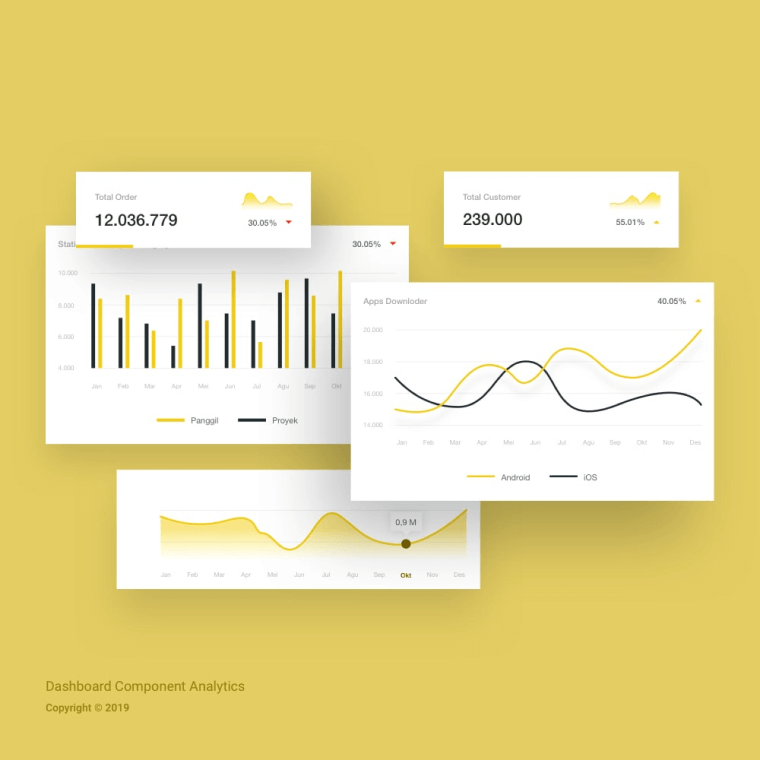 Total Order
12.036.779
30.05%
Total Customer
239.000
55.01%
30.05%
10.000
8.000
6.000
4.000
Jan Feb Mar Apr Mei Jun Jul Agu Sep Okt
Panggil Proyek
Apps Downloder
40.05%
20.000
18.000
16.000
14.000
Jan Feb Mar Apr Mei Jun Jul Agu Sep Okt Nov Des
Android iOS
0,9 M
Jan Feb Mar Apr Mei Jun Jul Agu Sep Okt Nov Des
Dashboard Component Analytics
Copyright © 2019